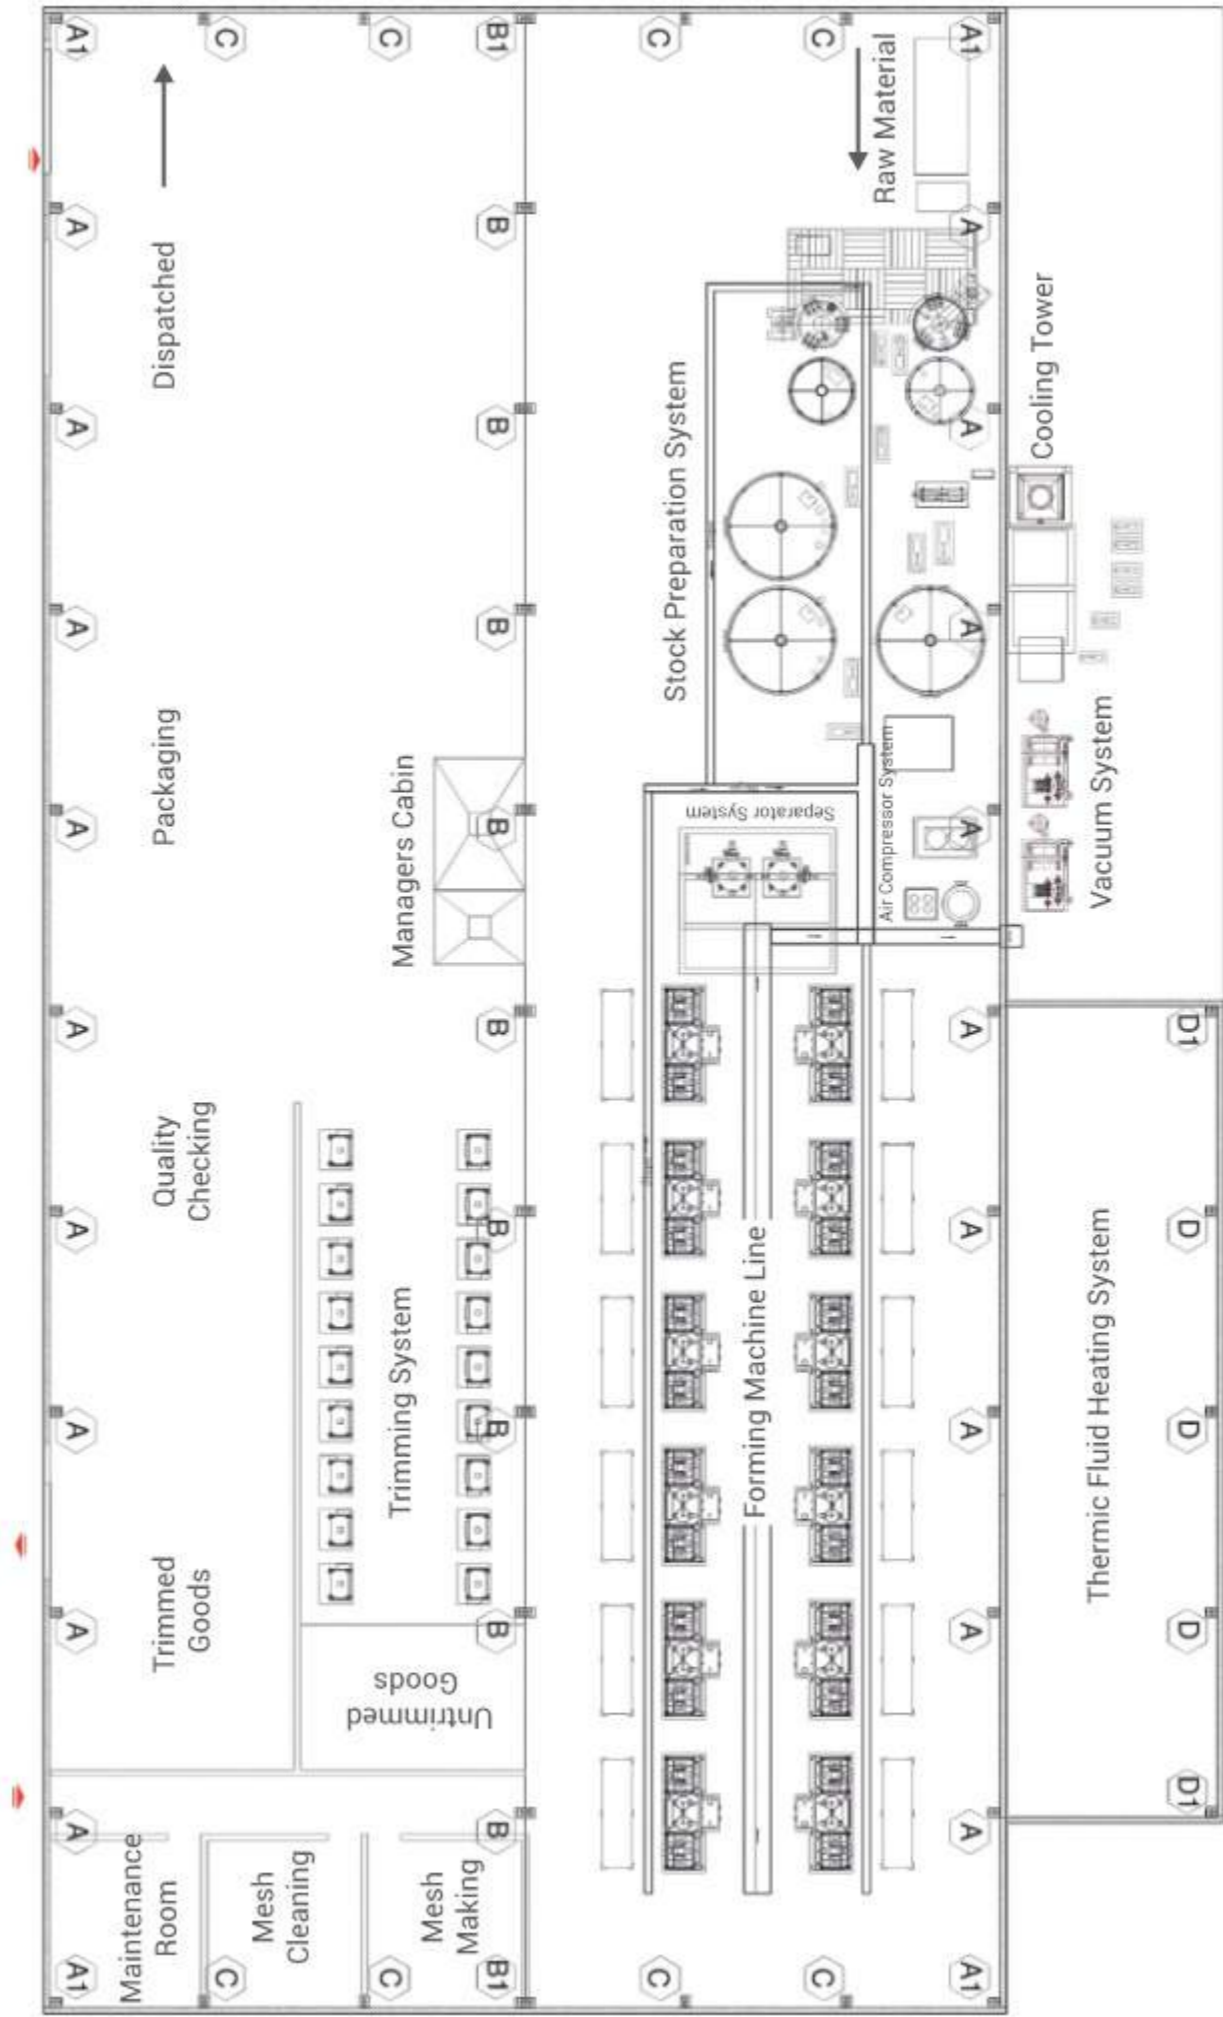 A1 C C B1 C C A1
Raw Material
A B A
Dispatched
Cooling Tower
A B A
Stock Preparation System
A B A
Packaging
Managers Cabin
Separator System
Air Compressor System
Vacuum System
A B A
A B A D1
Quality
Checking
A B A D
Trimming System
Forming Machine Line
Thermic Fluid Heating System
A B A D
Trimmed
Goods
A B A D
Untrimmed
Goods
D1
A B A
Maintenance
Room
Mesh
Cleaning
Mesh
Making
A1 C C B1 C C A1